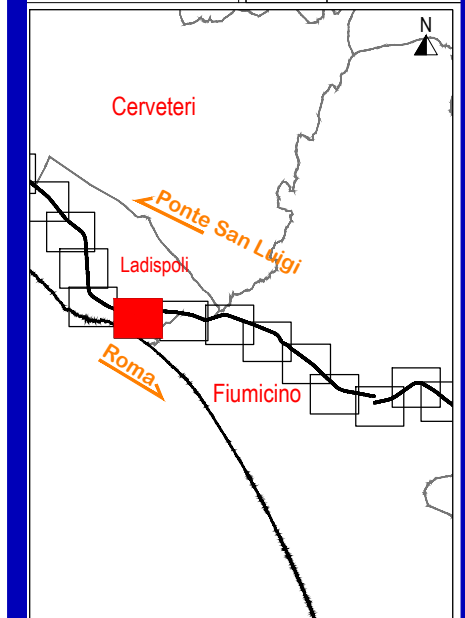 N
Cerveteri
Ponte San Luigi
Ladispoli
Roma
Fiumicino